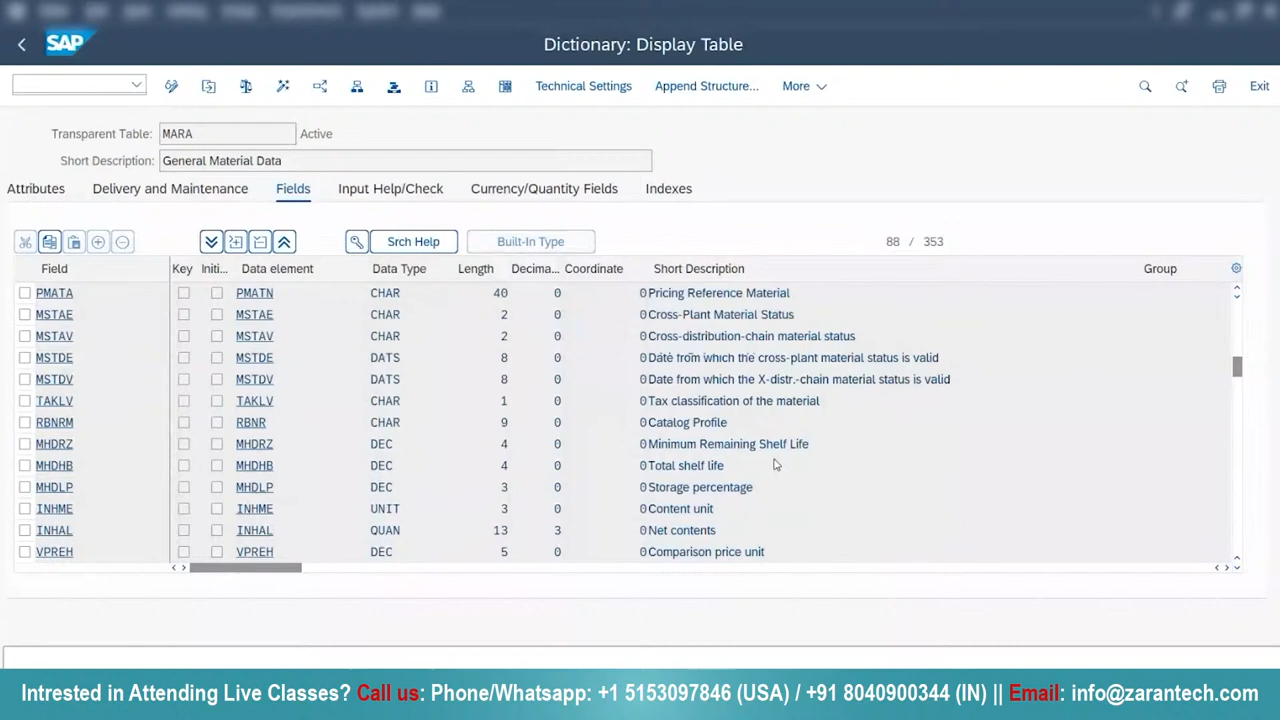 SAP
Dictionary: Display Table
Technical Settings Append Structure... More Exit
Transparent Table: MARA Active
Short Description: General Material Data
Attributes Delivery and Maintenance Fields Input Help/Check Currency/Quantity Fields Indexes
Srch Help Built-In Type 88 / 353
Field Key Initi... Data element Data Type Length Decima... Coordinate Short Description Group
PMATA PMATN CHAR 40 0 0 Pricing Reference Material
MSTAE MSTAE CHAR 2 0 0 Cross-Plant Material Status
MSTAV MSTAV CHAR 2 0 0 Cross-distribution-chain material status
MSTDE MSTDE DATS 8 0 0 Date from which the cross-plant material status is valid
MSTDV MSTDV DATS 8 0 0 Date from which the X-distr.-chain material status is valid
TAKLV TAKLV CHAR 1 0 0 Tax classification of the material
RBNRM RBNR CHAR 9 0 0 Catalog Profile
MHDRZ MHDRZ DEC 4 0 0 Minimum Remaining Shelf Life
MHDHB MHDHB DEC 4 0 0 Total shelf life
MHDLP MHDLP DEC 3 0 0 Storage percentage
INHME INHME UNIT 3 0 0 Content unit
INHAL INHAL QUAN 13 3 0 Net contents
VPREH VPREH DEC 5 0 0 Comparison price unit
Intrested in Attending Live Classes? Call us: Phone/Whatsapp: +1 5153097846 (USA) / +91 8040900344 (IN) || Email: info@zarantech.com